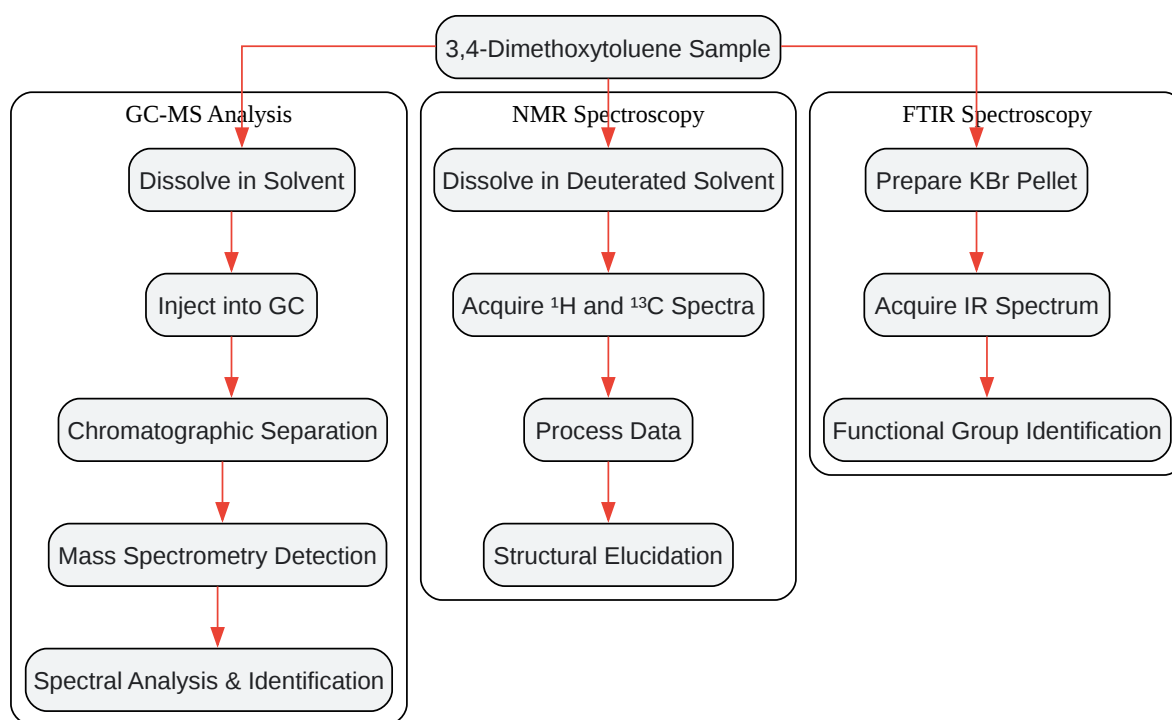 3,4-Dimethoxytoluene Sample
GC-MS Analysis
Dissolve in Solvent
Inject into GC
Chromatographic Separation
Mass Spectrometry Detection
Spectral Analysis & Identification
NMR Spectroscopy
Dissolve in Deuterated Solvent
Acquire ¹H and ¹³C Spectra
Process Data
Structural Elucidation
FTIR Spectroscopy
Prepare KBr Pellet
Acquire IR Spectrum
Functional Group Identification